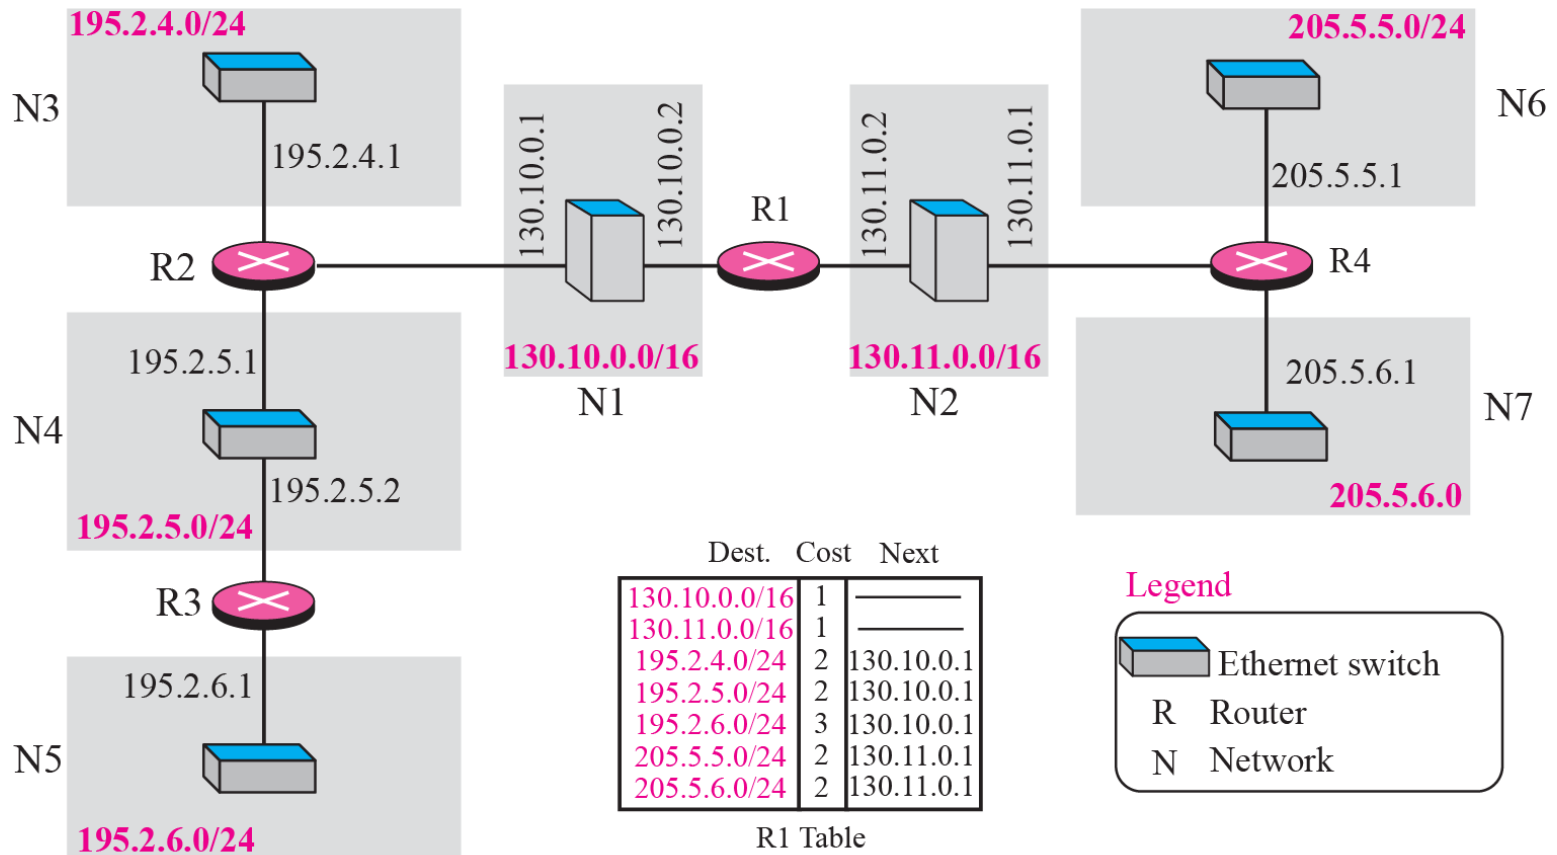 195.2.4.0/24
N3
195.2.4.1
R2
195.2.5.1
N4
195.2.5.2
195.2.5.0/24
R3
195.2.6.1
N5
195.2.6.0/24
130.10.0.1
130.10.0.2
130.10.0.0/16
N1
R1
130.11.0.2
130.11.0.1
130.11.0.0/16
N2
205.5.5.0/24
N6
205.5.5.1
R4
205.5.6.1
N7
205.5.6.0
Dest. Cost Next
130.10.0.0/16 1
130.11.0.0/16 1
195.2.4.0/24 2 130.10.0.1
195.2.5.0/24 2 130.10.0.1
195.2.6.0/24 3 130.10.0.1
205.5.5.0/24 2 130.11.0.1
205.5.6.0/24 2 130.11.0.1
R1 Table
Legend
Ethernet switch
R Router
N Network